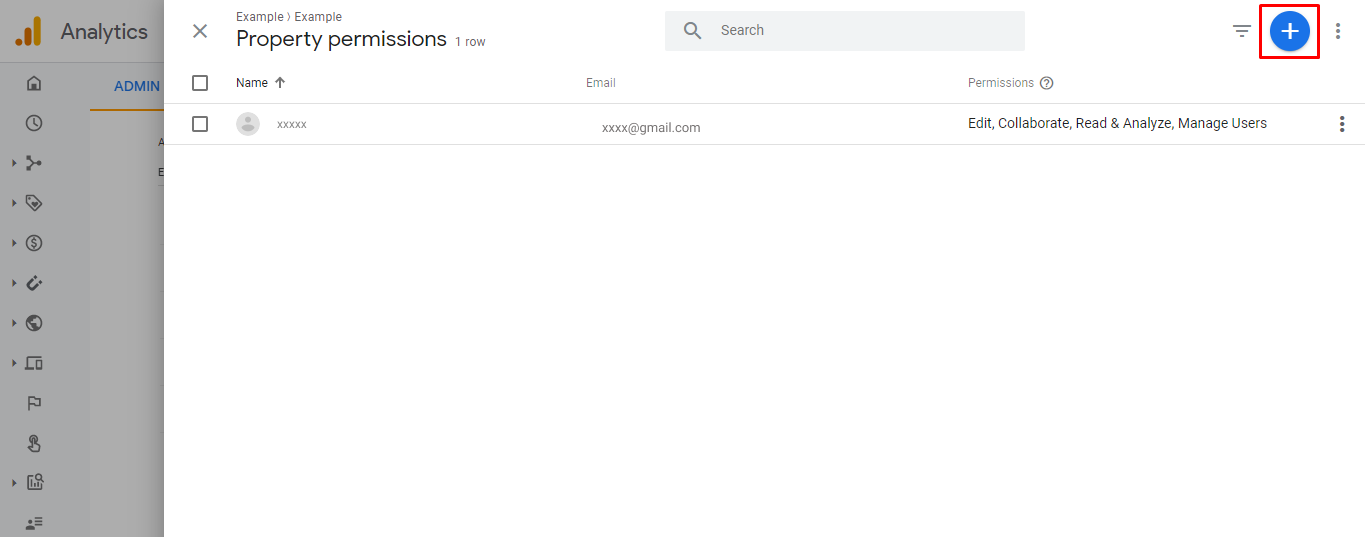 Analytics
Example > Example
Property permissions 1 row
Search
ADMIN
Name
Email
Permissions
A
E
xxxxx
xxxx@gmail.com
Edit, Collaborate, Read & Analyze, Manage Users